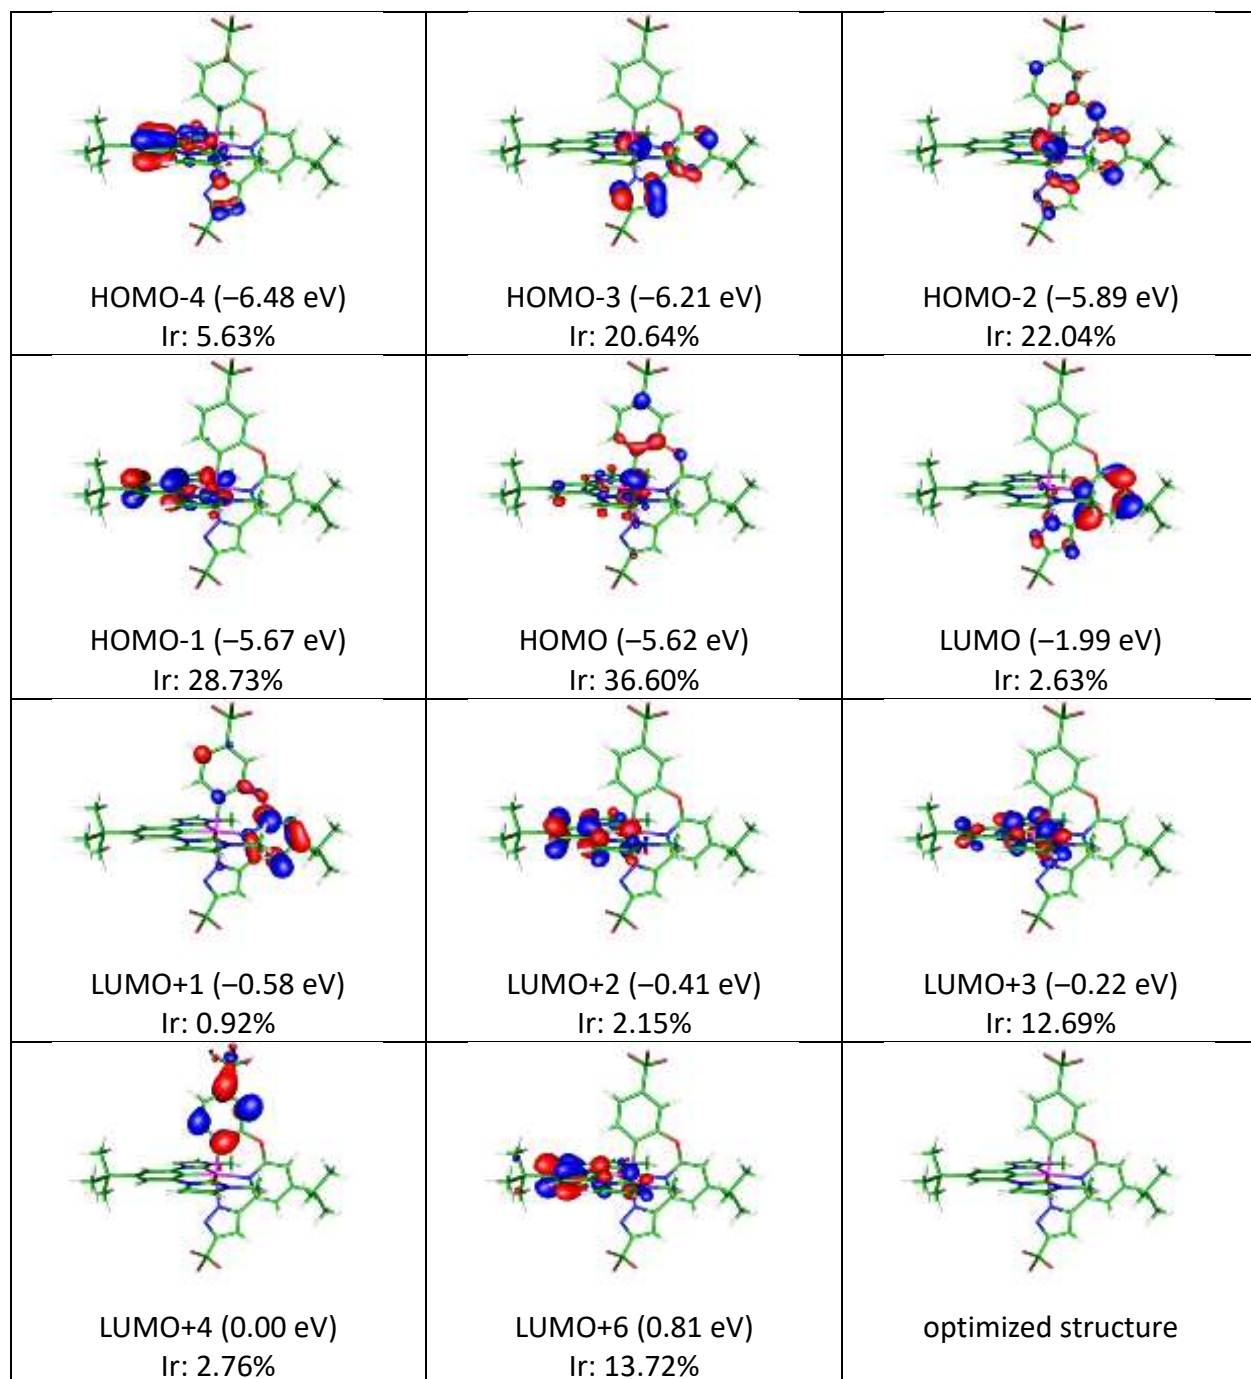 HOMO-4 (–6.48 eV)
Ir: 5.63%
HOMO-3 (–6.21 eV)
Ir: 20.64%
HOMO-2 (–5.89 eV)
Ir: 22.04%
HOMO-1 (–5.67 eV)
Ir: 28.73%
HOMO (–5.62 eV)
Ir: 36.60%
LUMO (–1.99 eV)
Ir: 2.63%
LUMO+1 (–0.58 eV)
Ir: 0.92%
LUMO+2 (–0.41 eV)
Ir: 2.15%
LUMO+3 (–0.22 eV)
Ir: 12.69%
LUMO+4 (0.00 eV)
Ir: 2.76%
LUMO+6 (0.81 eV)
Ir: 13.72%
optimized structure